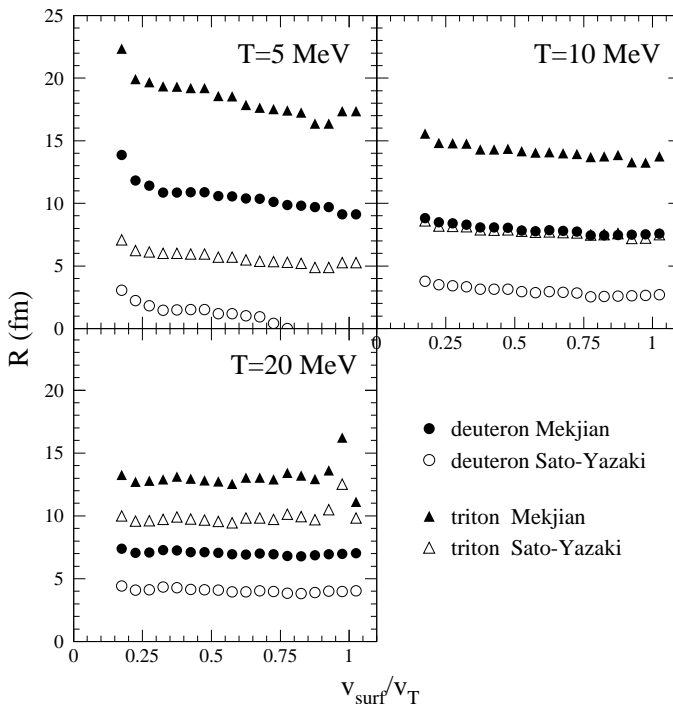 25
20
15
10
5
0
T=5 MeV
T=10 MeV
0 0.25 0.5 0.75 1
R (fm)
20
15
10
5
0
T=20 MeV
0 0.25 0.5 0.75 1
v_surf/v_T
deuteron Mekjian
deuteron Sato-Yazaki
triton Mekjian
triton Sato-Yazaki